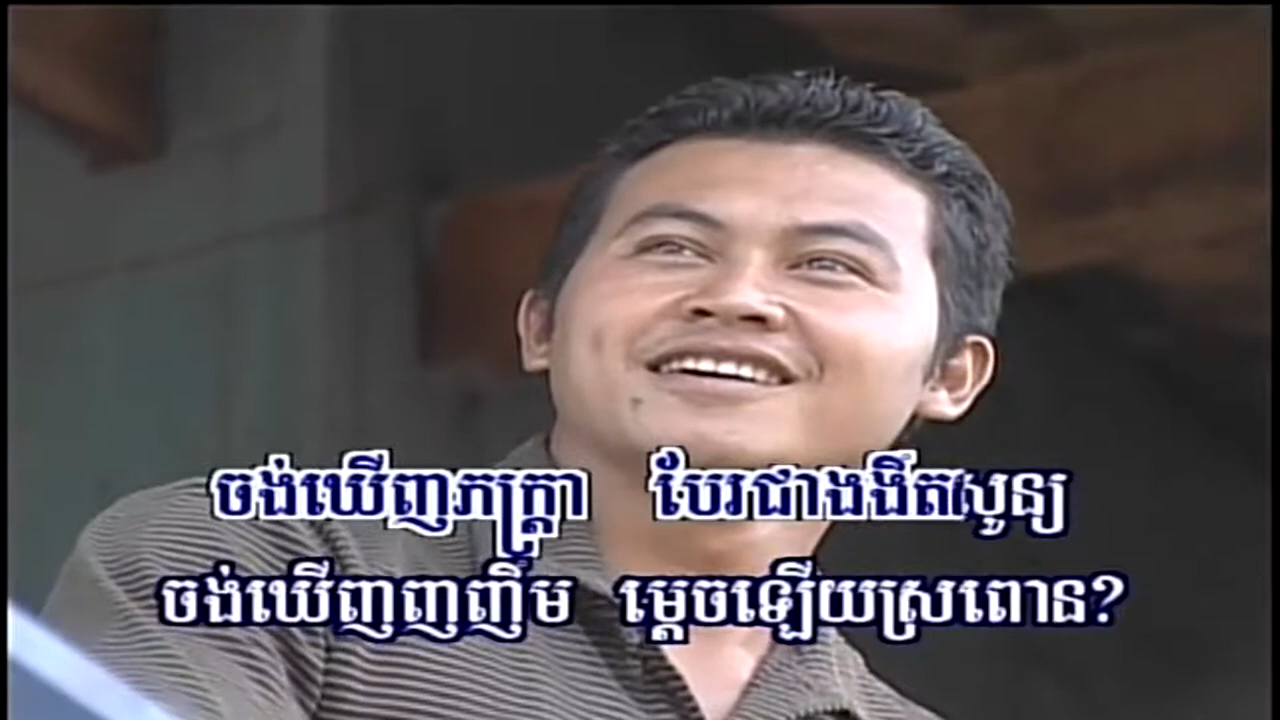 ចង់ឃើញភក្ត្រា បែរជាងងឹតសូន្យ
ចង់ឃើញញញឹម ម្ដេចឡើយស្រពោន?